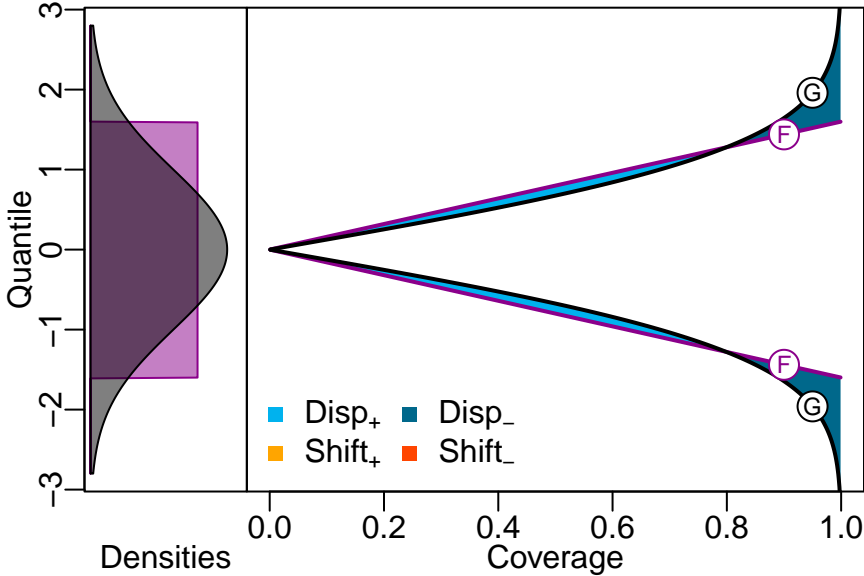 Quantile
3
2
1
0
−1
−2
−3
G
F
F
G
Disp₊ Disp₋
Shift₊ Shift₋
0.0 0.2 0.4 0.6 0.8 1.0
Densities Coverage